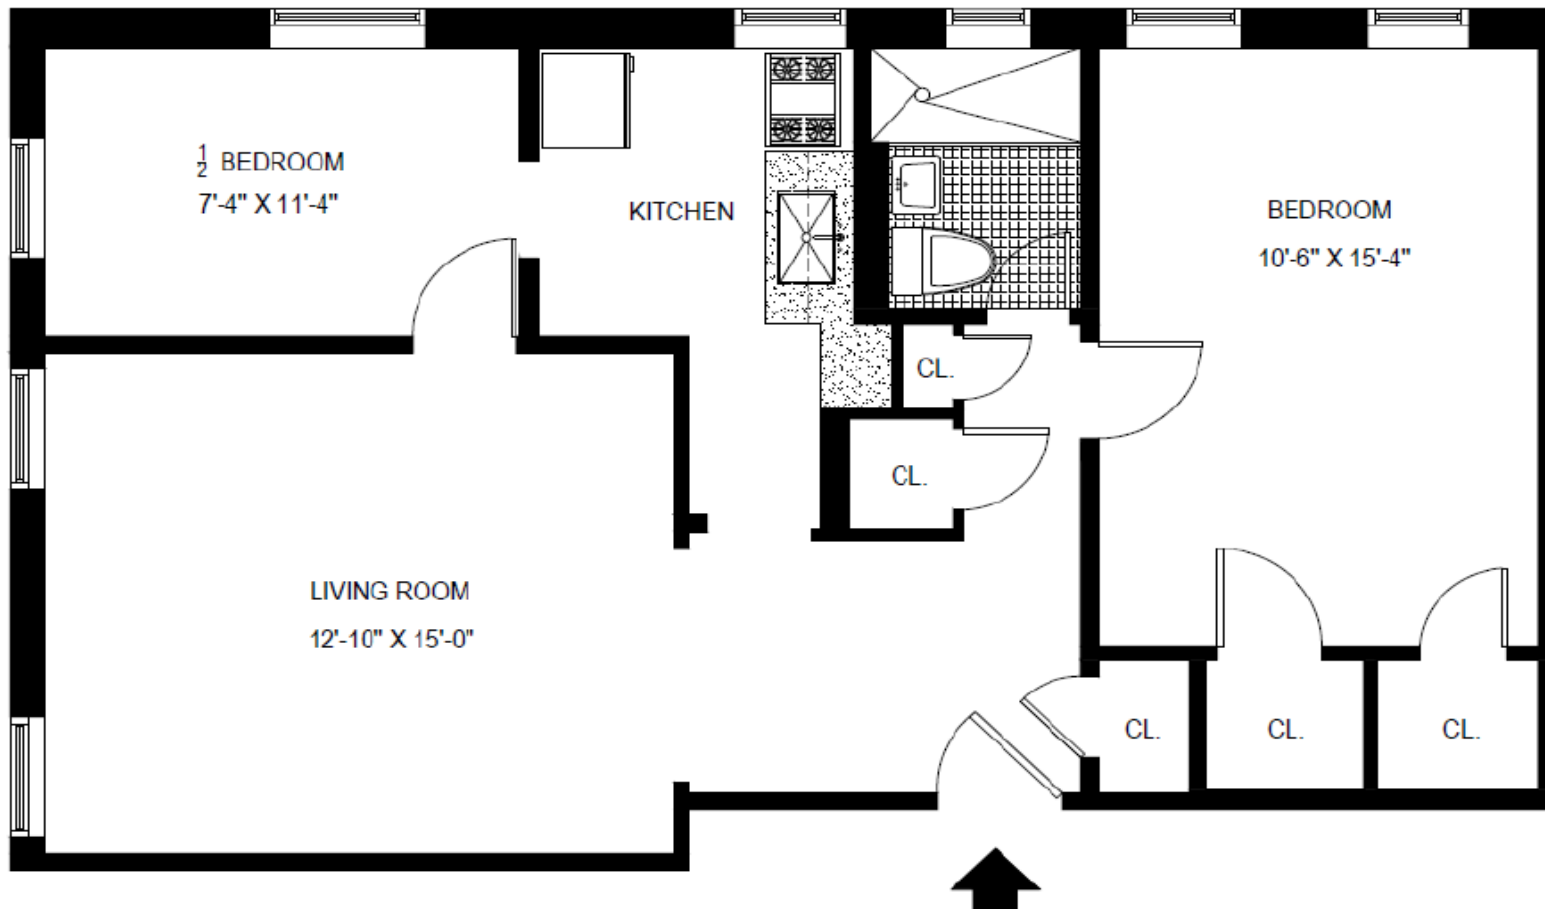 ½ BEDROOM
7'-4" X 11'-4"
KITCHEN
BEDROOM
10'-6" X 15'-4"
CL.
CL.
LIVING ROOM
12'-10" X 15'-0"
CL.
CL.
CL.